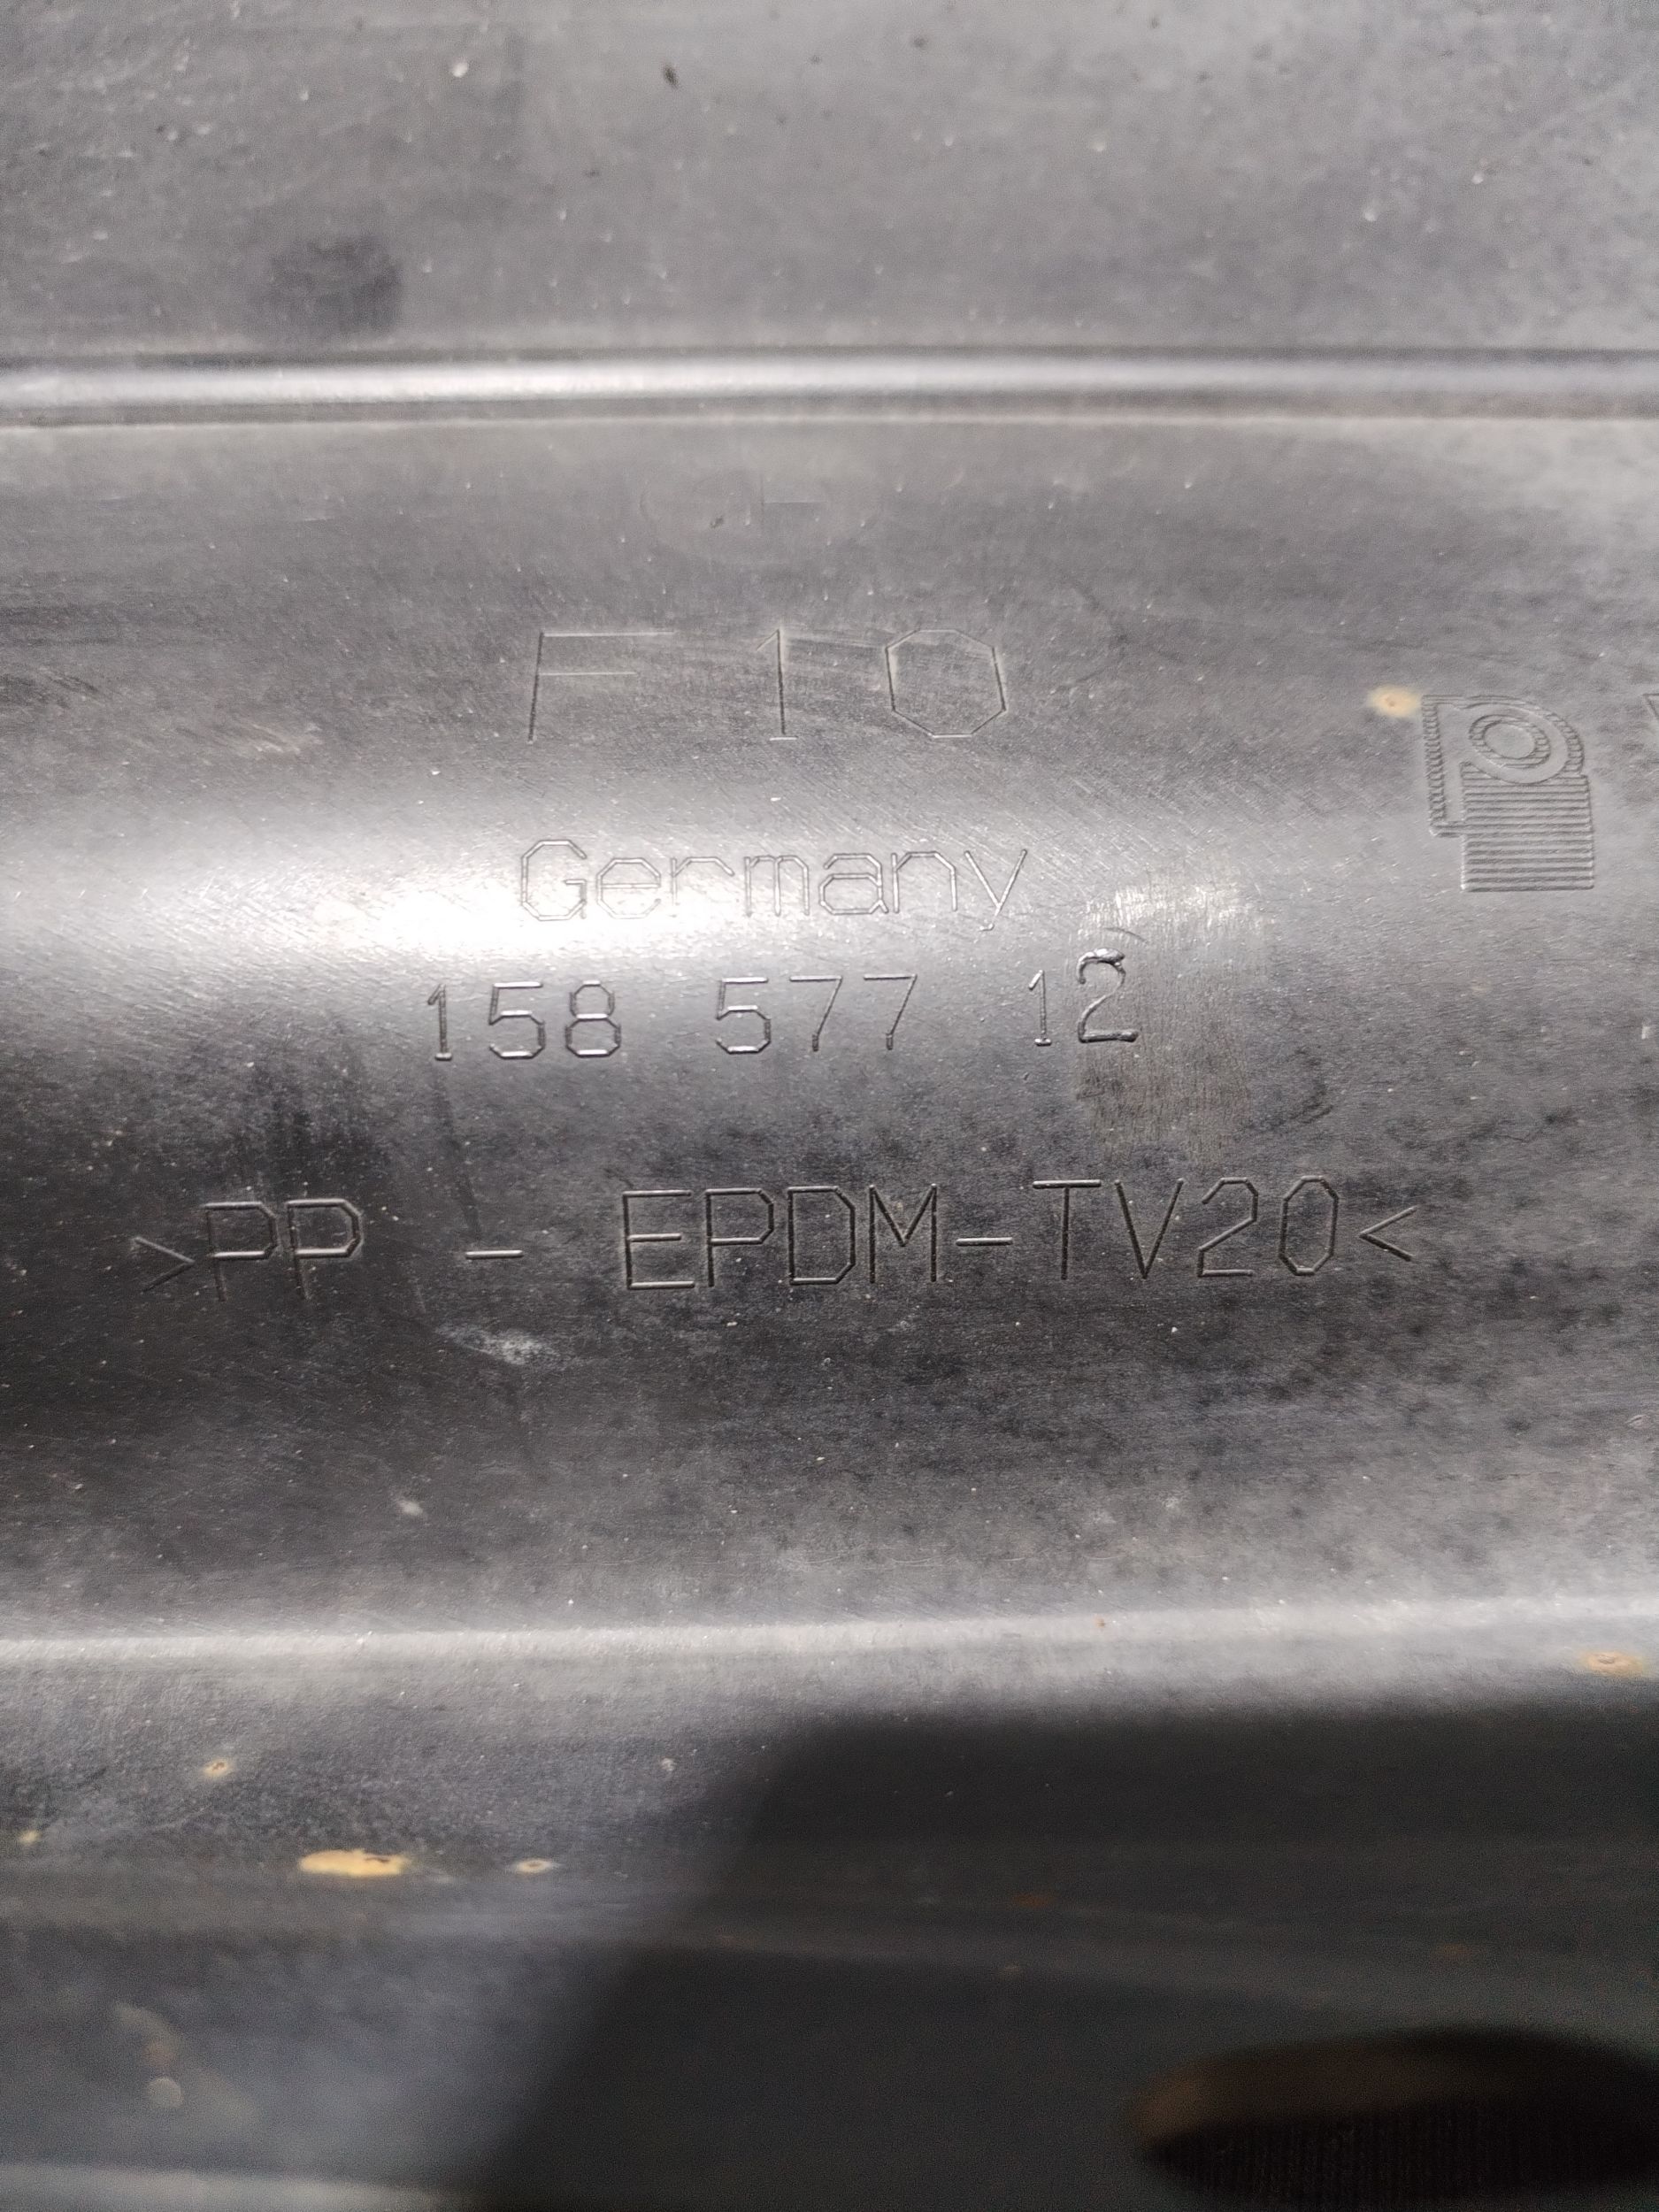 F10
Germany
158 577 12
>PP - EPDM-TV20<